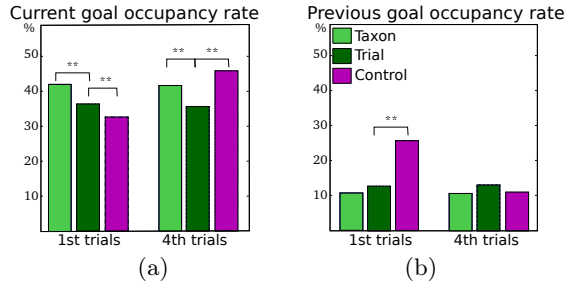 Current goal occupancy rate
%
50
40
30
20
10
** ** ** **
1st trials 4th trials
(a)
Previous goal occupancy rate
%
Taxon
Trial
Control
50
40
30
20
10
**
1st trials 4th trials
(b)